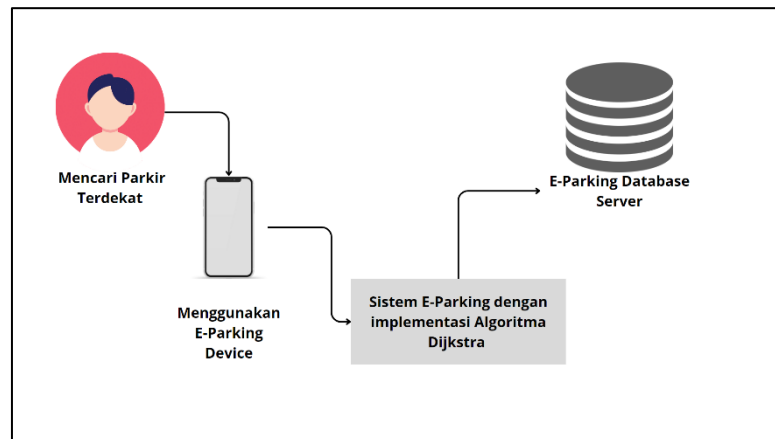 Mencari Parkir
Terdekat
Menggunakan
E-Parking
Device
Sistem E-Parking dengan
implementasi Algoritma
Dijkstra
E-Parking Database
Server